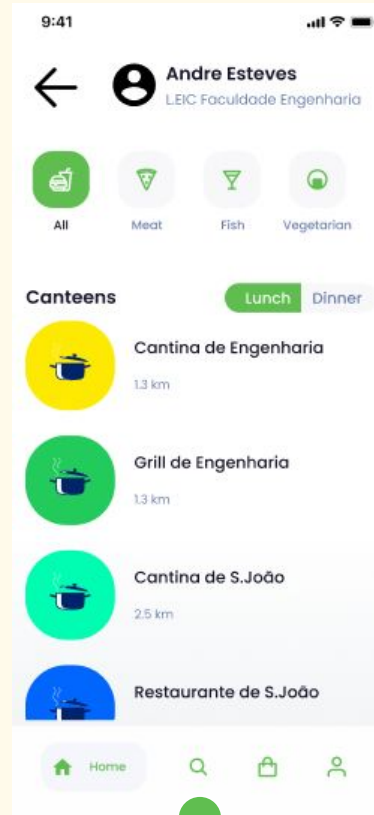 9:41
Andre Esteves
L.EIC Faculdade Engenharia
All Meat Fish Vegetarian
Canteens Lunch Dinner
Cantina de Engenharia
1.3 km
Grill de Engenharia
1.3 km
Cantina de S.João
2.5 km
Restaurante de S.João
Home